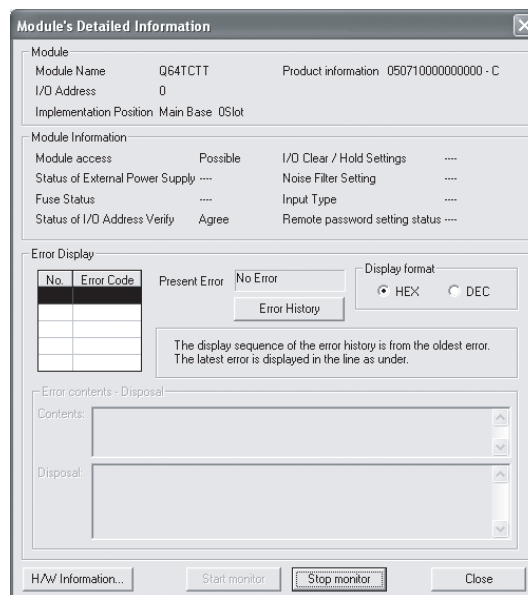 Module's Detailed Information
Module
Module Name Q64TCTT Product information 050710000000000 - C
I/O Address 0
Implementation Position Main Base 0Slot
Module Information
Module access Possible I/O Clear / Hold Settings ----
Status of External Power Supply ---- Noise Filter Setting ----
Fuse Status ---- Input Type ----
Status of I/O Address Verify Agree Remote password setting status ----
Error Display
No. Error Code
Present Error No Error
Error History
Display format
HEX DEC
The display sequence of the error history is from the oldest error.
The latest error is displayed in the line as under.
Error contents - Disposal
Contents:
Disposal:
H/W Information... Start monitor Stop monitor Close